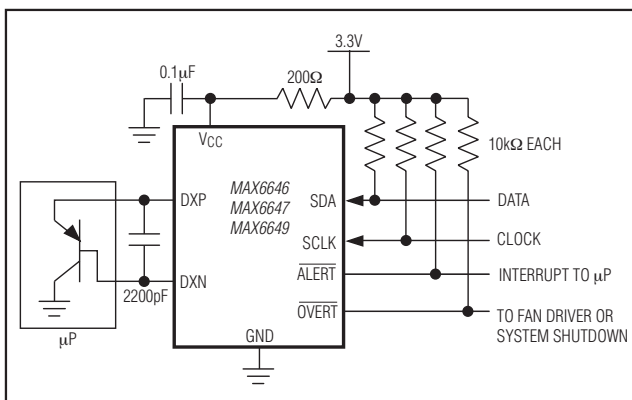 3.3V
0.1μF
200Ω
VCC
10kΩ EACH
MAX6646
MAX6647
MAX6649
DXP
SDA
DATA
SCLK
CLOCK
DXN
ALERT
INTERRUPT TO μP
2200pF
OVERT
TO FAN DRIVER OR
SYSTEM SHUTDOWN
GND
μP